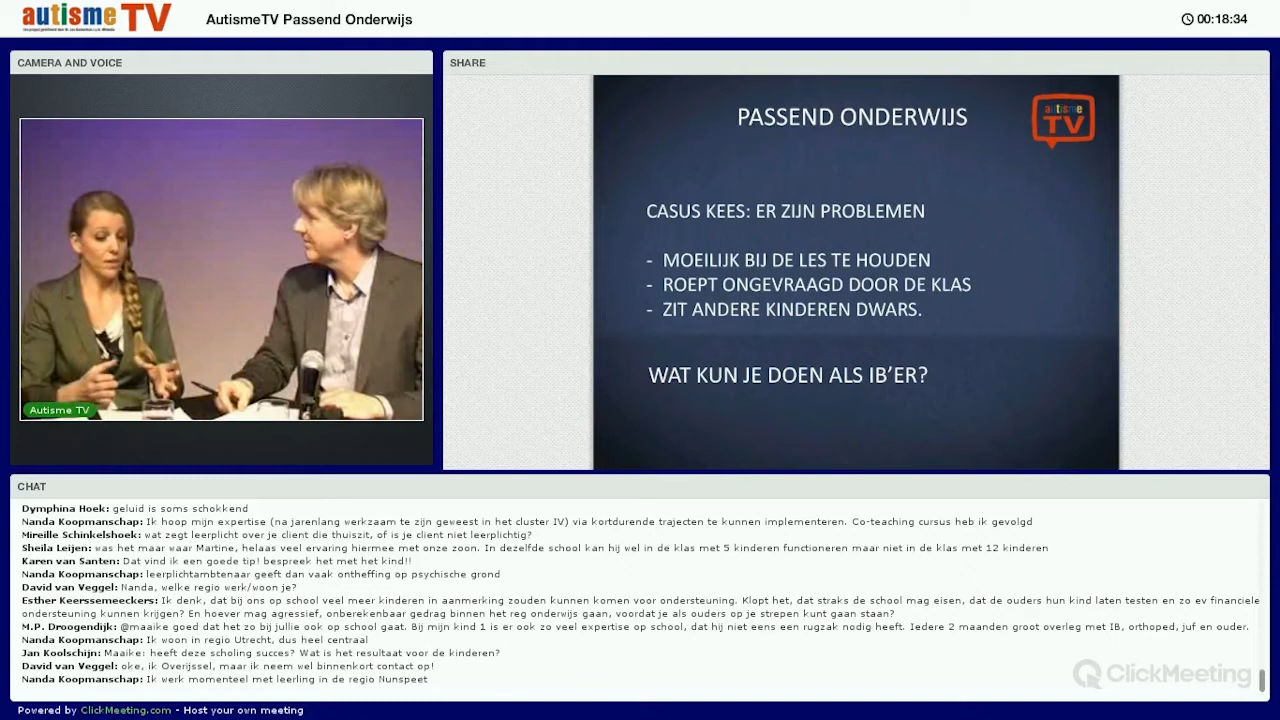 autisme TV
AutismeTV Passend Onderwijs
00:18:34
CAMERA AND VOICE
SHARE
Autisme TV
PASSEND ONDERWIJS
autisme
TV
CASUS KEES: ER ZIJN PROBLEMEN
- MOEILIJK BIJ DE LES TE HOUDEN
- ROEPT ONGEVRAAGD DOOR DE KLAS
- ZIT ANDERE KINDEREN DWARS.
WAT KUN JE DOEN ALS IB’ER?
CHAT
Dymphina Hoek: geluid is soms schokkend
Nanda Koopmanschap: Ik hoop mijn expertise (na jarenlang werkzaam te zijn geweest in het cluster IV) via kortdurende trajecten te kunnen implementeren. Co-teaching cursus heb ik gevolgd
Mireille Schinkelshoek: wat zegt leerplicht over je client die thuiszit, of is je client niet leerplichtig?
Sheila Leijen: was het maar waar Martine, helaas veel ervaring hiermee met onze zoon. In dezelfde school kan hij wel in de klas met 5 kinderen functioneren maar niet in de klas met 12 kinderen
Karen van Santen: Dat vind ik een goede tip! bespreek het met het kind!!
Nanda Koopmanschap: leerplichtambtenaar geeft dan vaak ontheffing op psychische grond
David van Veggel: Nanda, welke regio werk/woon je?
Esther Keerssemeeckers: Ik denk, dat bij ons op school veel meer kinderen in aanmerking zouden kunnen komen voor ondersteuning. Klopt het, dat straks de school mag eisen, dat de ouders hun kind laten testen en zo ev financiele
ondersteuning kunnen krijgen? En hoever mag agressief, onberekenbaar gedrag binnen het reg onderwijs gaan, voordat je als ouders op je strepen kunt gaan staan?
M.P. Droogendijk: @maaike goed dat het zo bij jullie ook op school gaat. Bij mijn kind 1 is er ook zo veel expertise op school, dat hij niet eens een rugzak nodig heeft. Iedere 2 maanden groot overleg met IB, orthoped, juf en ouder.
Nanda Koopmanschap: Ik woon in regio Utrecht, dus heel centraal
Jan Koolschijn: Maaike: heeft deze scholing succes? Wat is het resultaat voor de kinderen?
David van Veggel: oke, ik Overijssel, maar ik neem wel binnenkort contact op!
Nanda Koopmanschap: Ik werk momenteel met leerling in de regio Nunspeet
ClickMeeting
Powered by ClickMeeting.com - Host your own meeting